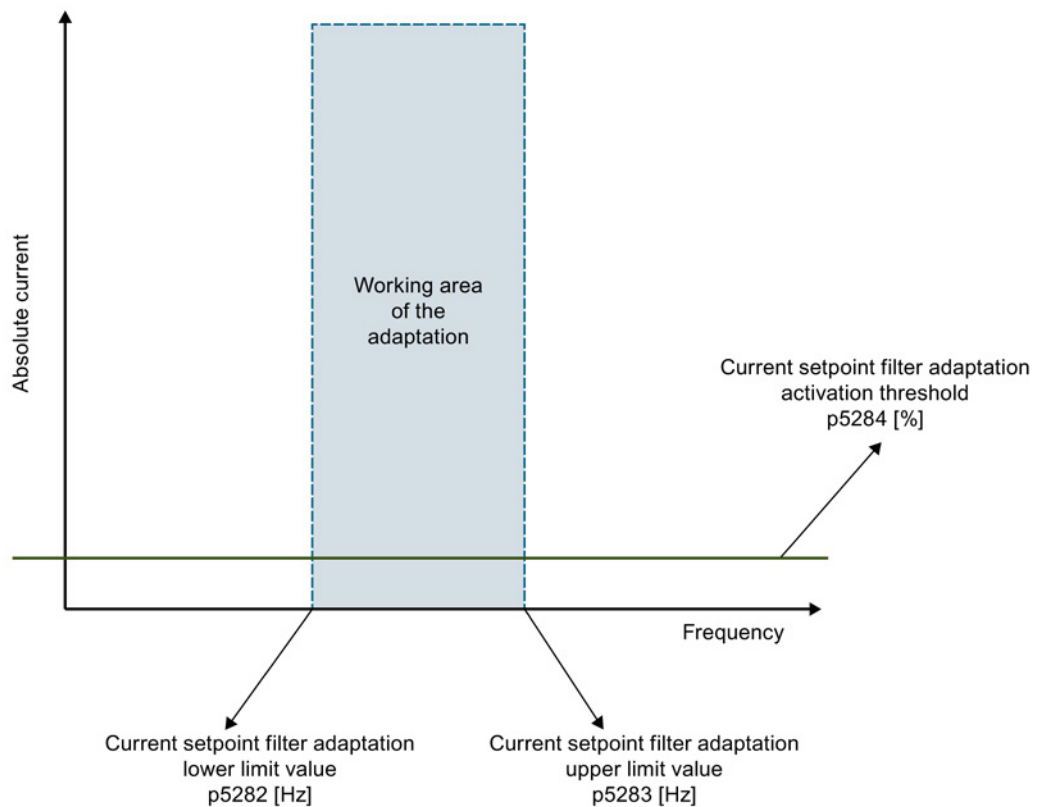 Absolute current
Working area
of the
adaptation
Current setpoint filter adaptation
activation threshold
p5284 [%]
Frequency
Current setpoint filter adaptation
lower limit value
p5282 [Hz]
Current setpoint filter adaptation
upper limit value
p5283 [Hz]